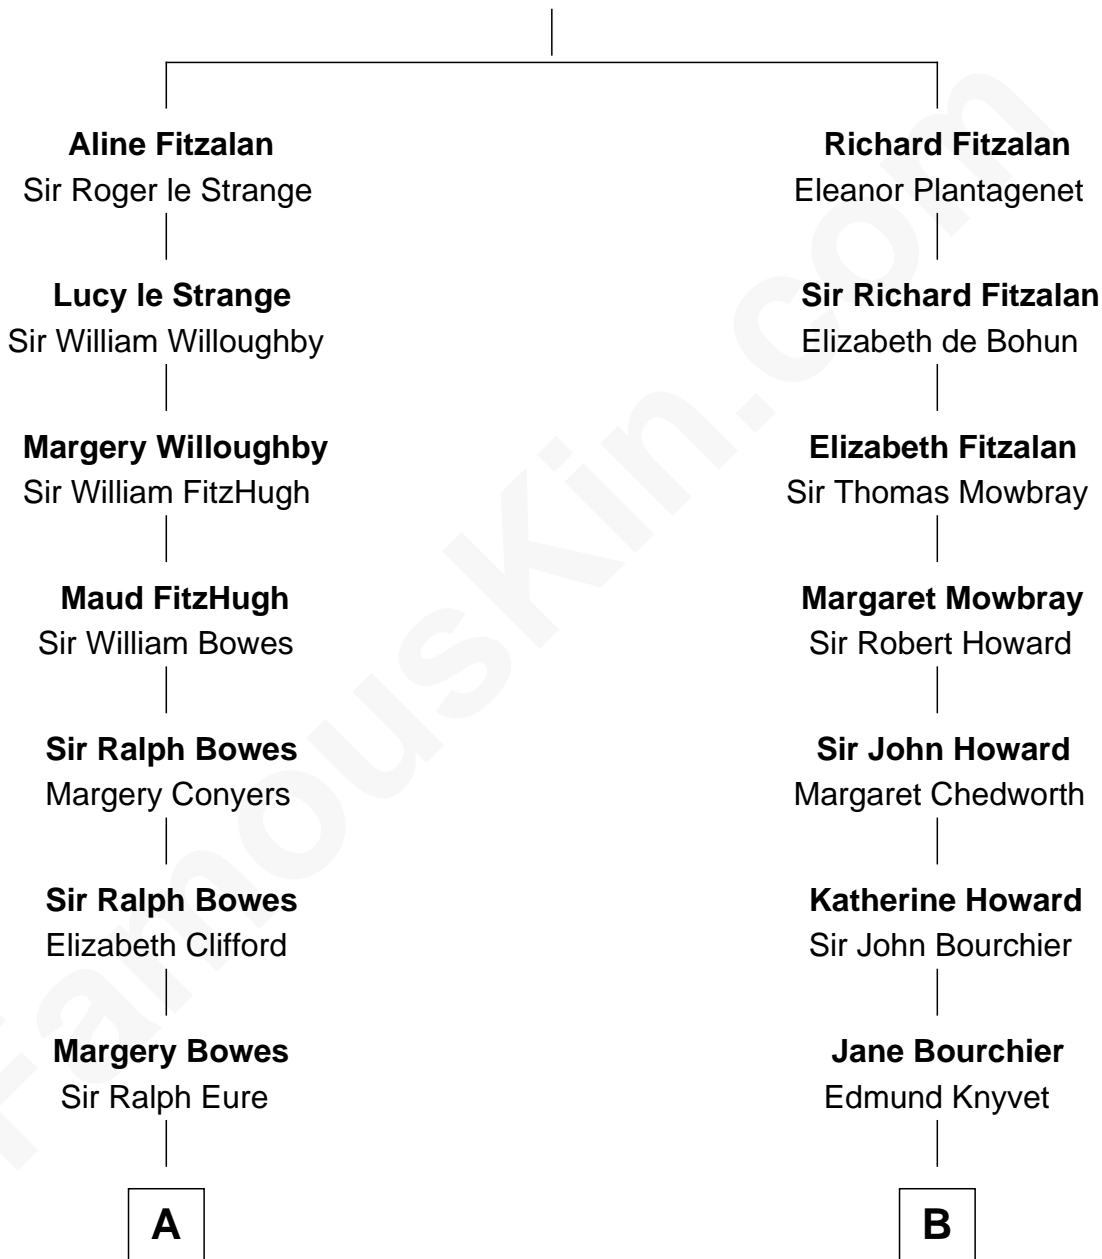 Aline Fitzalan
Sir Roger le Strange
Lucy le Strange
Sir William Willoughby
Margery Willoughby
Sir William FitzHugh
Maud FitzHugh
Sir William Bowes
Sir Ralph Bowes
Margery Conyers
Sir Ralph Bowes
Elizabeth Clifford
Margery Bowes
Sir Ralph Eure
A
Richard Fitzalan
Eleanor Plantagenet
Sir Richard Fitzalan
Elizabeth de Bohun
Elizabeth Fitzalan
Sir Thomas Mowbray
Margaret Mowbray
Sir Robert Howard
Sir John Howard
Margaret Chedworth
Katherine Howard
Sir John Bourchier
Jane Bourchier
Edmund Knyvet
B
FamousKin.com